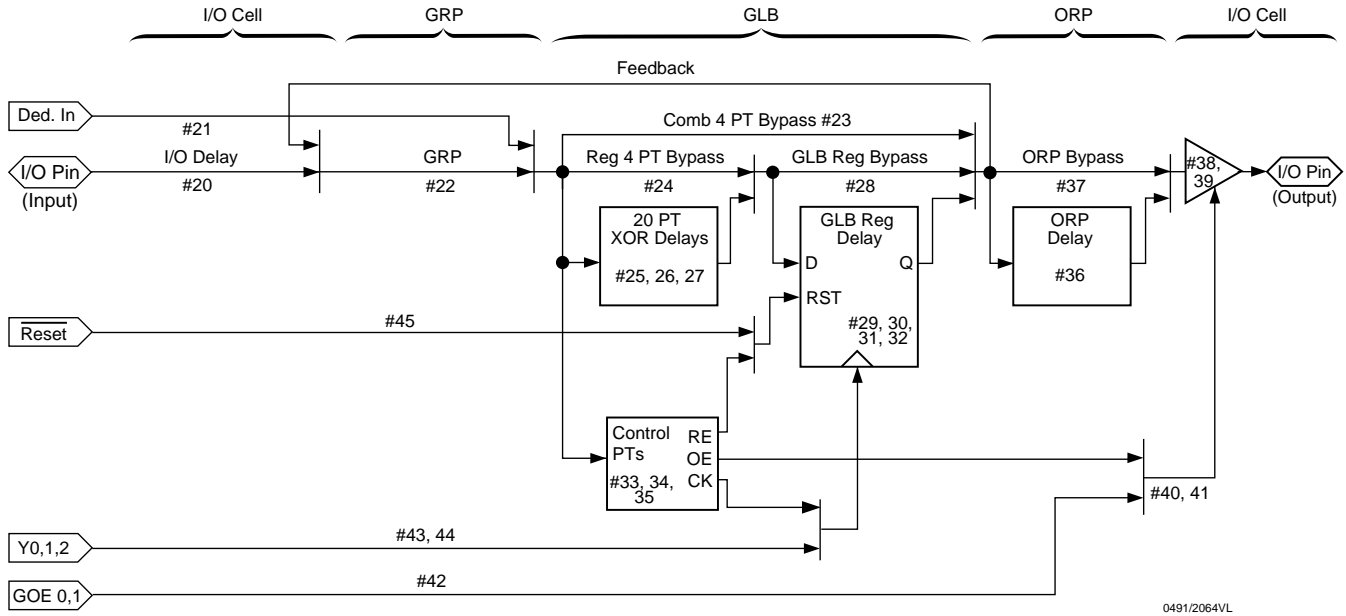 I/O Cell
GRP
GLB
ORP
I/O Cell
Feedback
Ded. In
#21
Comb 4 PT Bypass #23
I/O Pin
(Input)
I/O Delay
#20
GRP
#22
Reg 4 PT Bypass
#24
GLB Reg Bypass
#28
ORP Bypass
#37
#38,
39
I/O Pin
(Output)
20 PT
XOR Delays
#25, 26, 27
GLB Reg
Delay
D
Q
RST
#29, 30,
31, 32
ORP
Delay
#36
Reset
#45
Control
PTs
#33, 34,
35
RE
OE
CK
#40, 41
Y0,1,2
#43, 44
GOE 0,1
#42
0491/2064VL